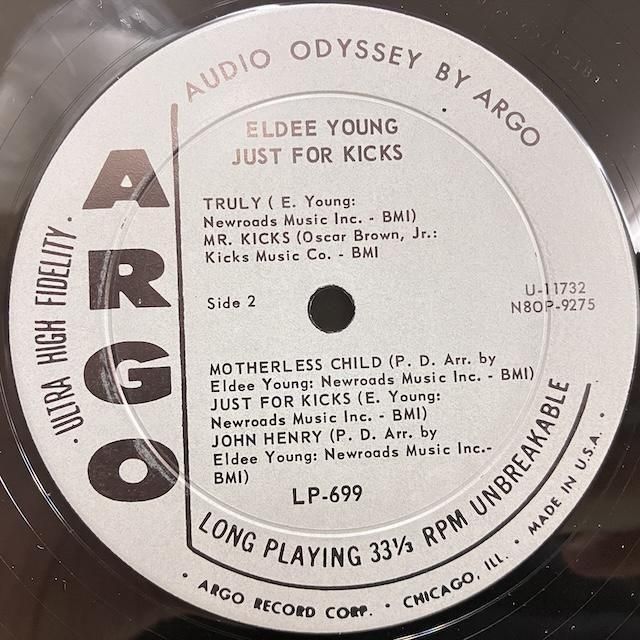 AUDIO ODYSSEY BY ARGO
ELDEE YOUNG
JUST FOR KICKS
ARGO
· ULTRA HIGH FIDELITY ·
TRULY ( E. Young:
Newroads Music Inc. - BMI)
MR. KICKS (Oscar Brown, Jr.:
Kicks Music Co. - BMI
Side 2
U-11732
N8OP-9275
MOTHERLESS CHILD (P. D. Arr. by
Eldee Young: Newroads Music Inc. - BMI)
JUST FOR KICKS (E. Young:
Newroads Music Inc. - BMI)
JOHN HENRY (P. D. Arr. by
Eldee Young: Newroads Music Inc.-
BMI)
LP-699
LONG PLAYING 33⅓ RPM UNBREAKABLE
· ARGO RECORD CORP. · CHICAGO, ILL. · MADE IN U.S.A. ·